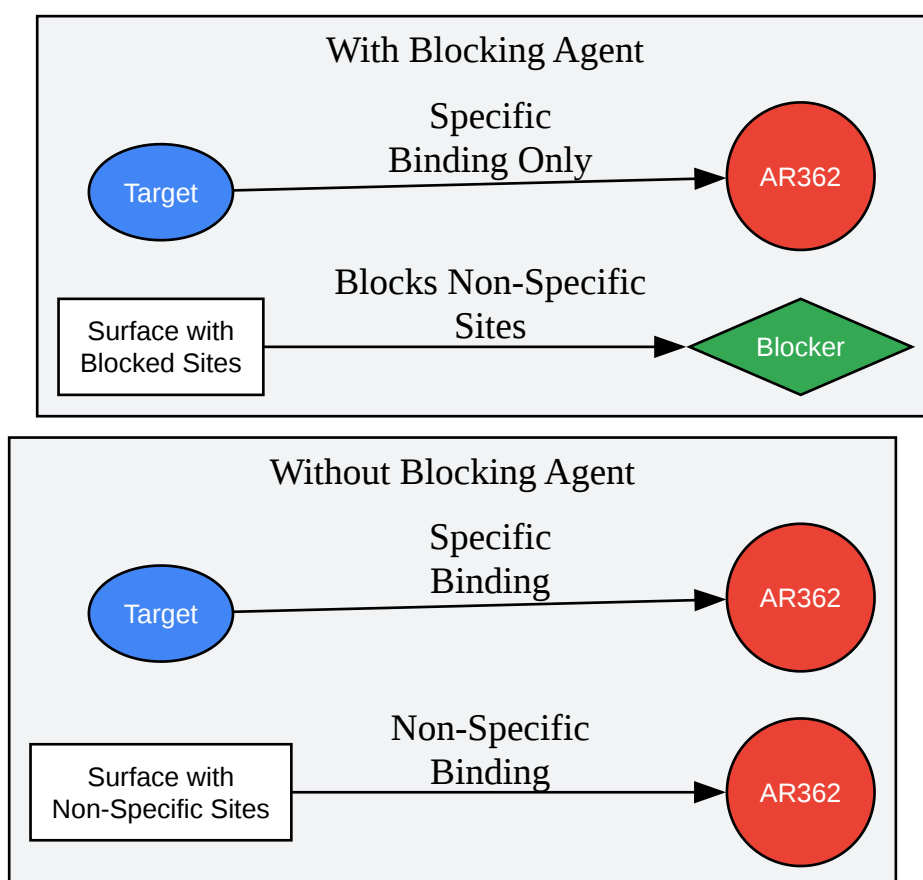 With Blocking Agent
Specific
Binding Only
Target
AR362
Blocks Non-Specific
Sites
Surface with
Blocked Sites
Blocker
Without Blocking Agent
Specific
Binding
Target
AR362
Non-Specific
Binding
Surface with
Non-Specific Sites
AR362